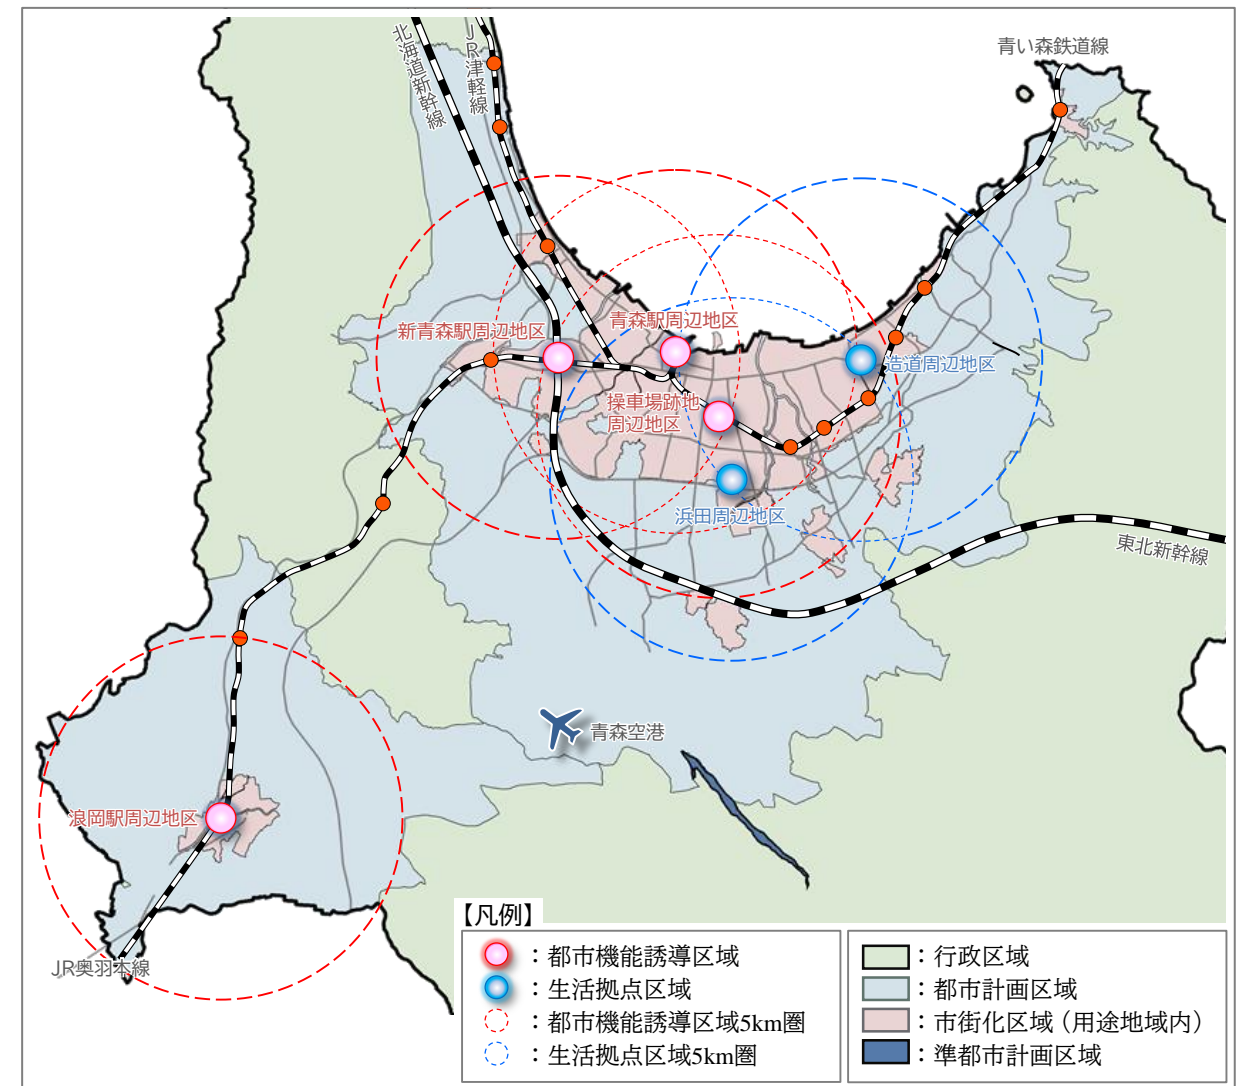 青い森鉄道線
北海道新幹線
JR津軽線
新青森駅周辺地区
青森駅周辺地区
造道周辺地区
操車場跡地
周辺地区
浜田周辺地区
東北新幹線
青森空港
浪岡駅周辺地区
JR奥羽本線
【凡例】
：都市機能誘導区域
：生活拠点区域
：都市機能誘導区域5km圏
：生活拠点区域5km圏
：行政区域
：都市計画区域
：市街化区域（用途地域内）
：準都市計画区域